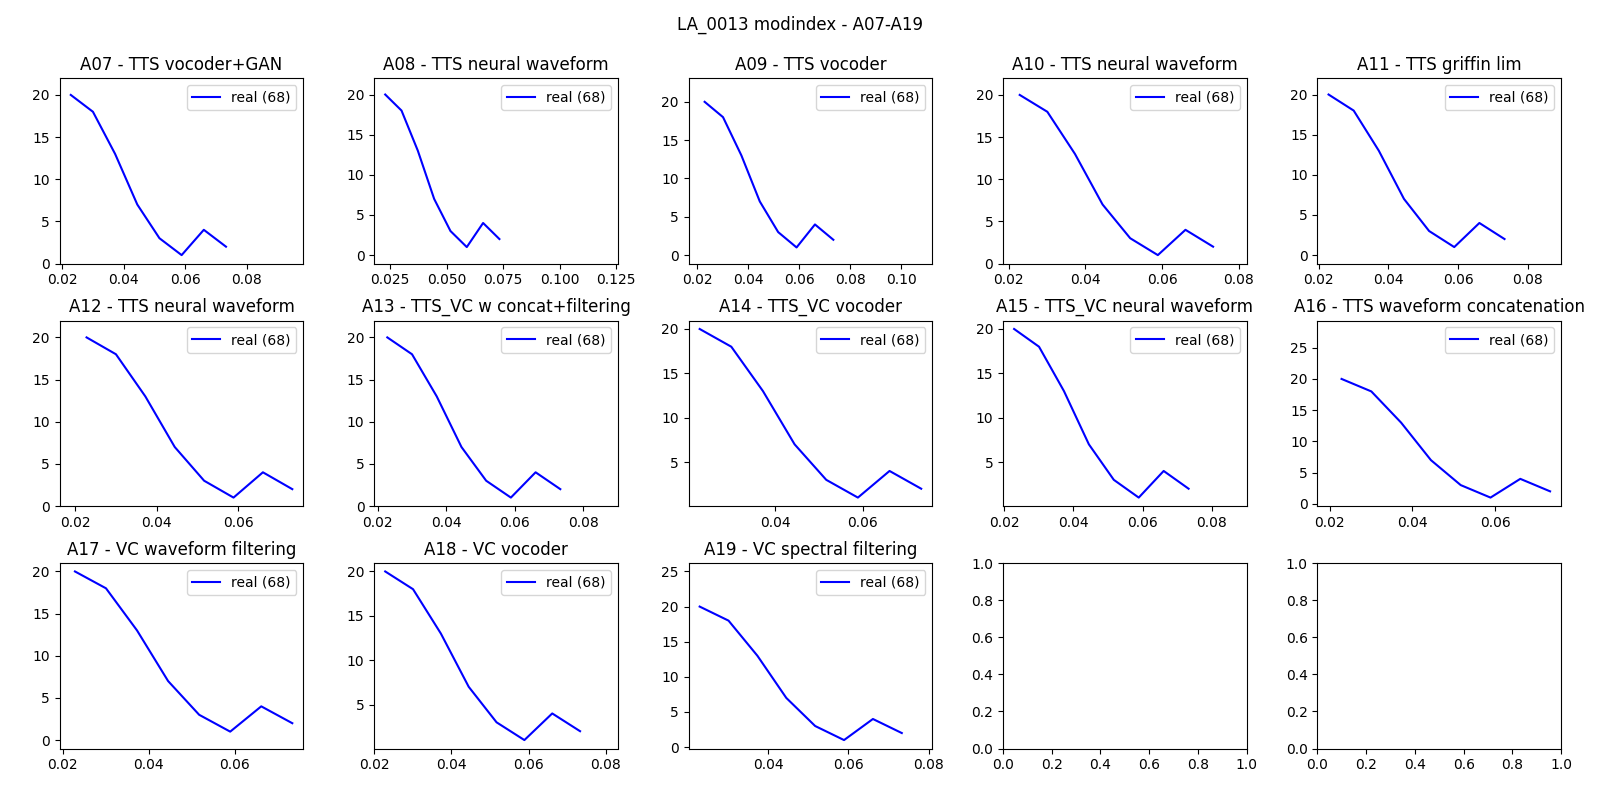 LA_0013 modindex - A07-A19
A07 - TTS vocoder+GAN
A08 - TTS neural waveform
A09 - TTS vocoder
A10 - TTS neural waveform
A11 - TTS griffin lim
real (68)
real (68)
real (68)
real (68)
real (68)
20
15
10
5
0
20
15
10
5
0
20
15
10
5
0
20
15
10
5
0
20
15
10
5
0
0.02 0.04 0.06 0.08
0.025 0.050 0.075 0.100 0.125
0.02 0.04 0.06 0.08 0.10
0.02 0.04 0.06 0.08
0.02 0.04 0.06 0.08
A12 - TTS neural waveform
A13 - TTS_VC w concat+filtering
A14 - TTS_VC vocoder
A15 - TTS_VC neural waveform
A16 - TTS waveform concatenation
real (68)
real (68)
real (68)
real (68)
real (68)
20
15
10
5
0
20
15
10
5
0
20
15
10
5
20
15
10
5
25
20
15
10
5
0
0.02 0.04 0.06
0.02 0.04 0.06 0.08
0.04 0.06
0.02 0.04 0.06 0.08
0.02 0.04 0.06
A17 - VC waveform filtering
A18 - VC vocoder
A19 - VC spectral filtering
real (68)
real (68)
real (68)
20
15
10
5
0
20
15
10
5
25
20
15
10
5
0
1.0
0.8
0.6
0.4
0.2
0.0
1.0
0.8
0.6
0.4
0.2
0.0
0.02 0.04 0.06
0.02 0.04 0.06 0.08
0.04 0.06 0.08
0.0 0.2 0.4 0.6 0.8 1.0
0.0 0.2 0.4 0.6 0.8 1.0